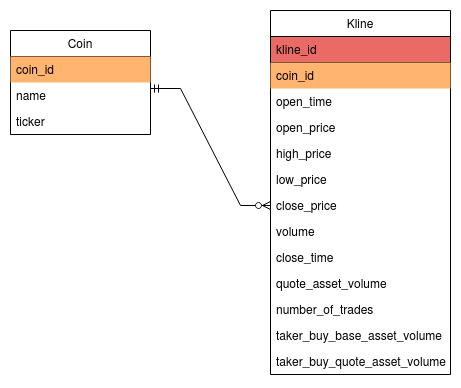 Coin
coin_id
name
ticker
Kline
kline_id
coin_id
open_time
open_price
high_price
low_price
close_price
volume
close_time
quote_asset_volume
number_of_trades
taker_buy_base_asset_volume
taker_buy_quote_asset_volume